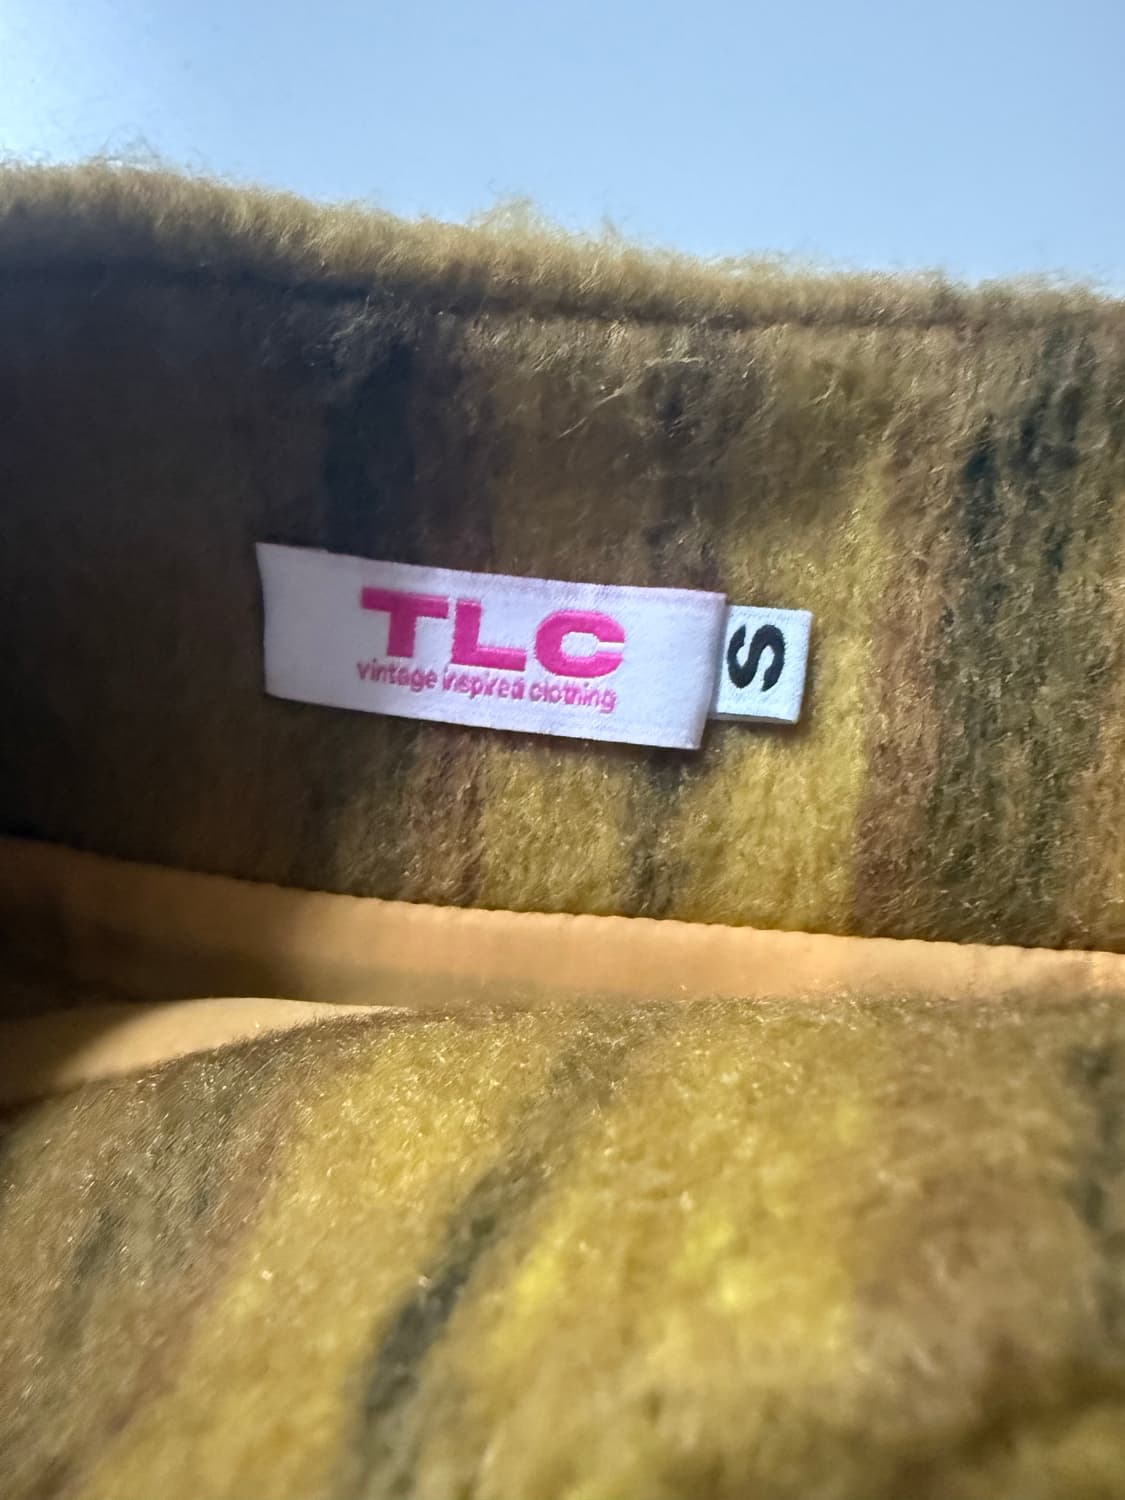 TLC
vintage inspired clothing
S